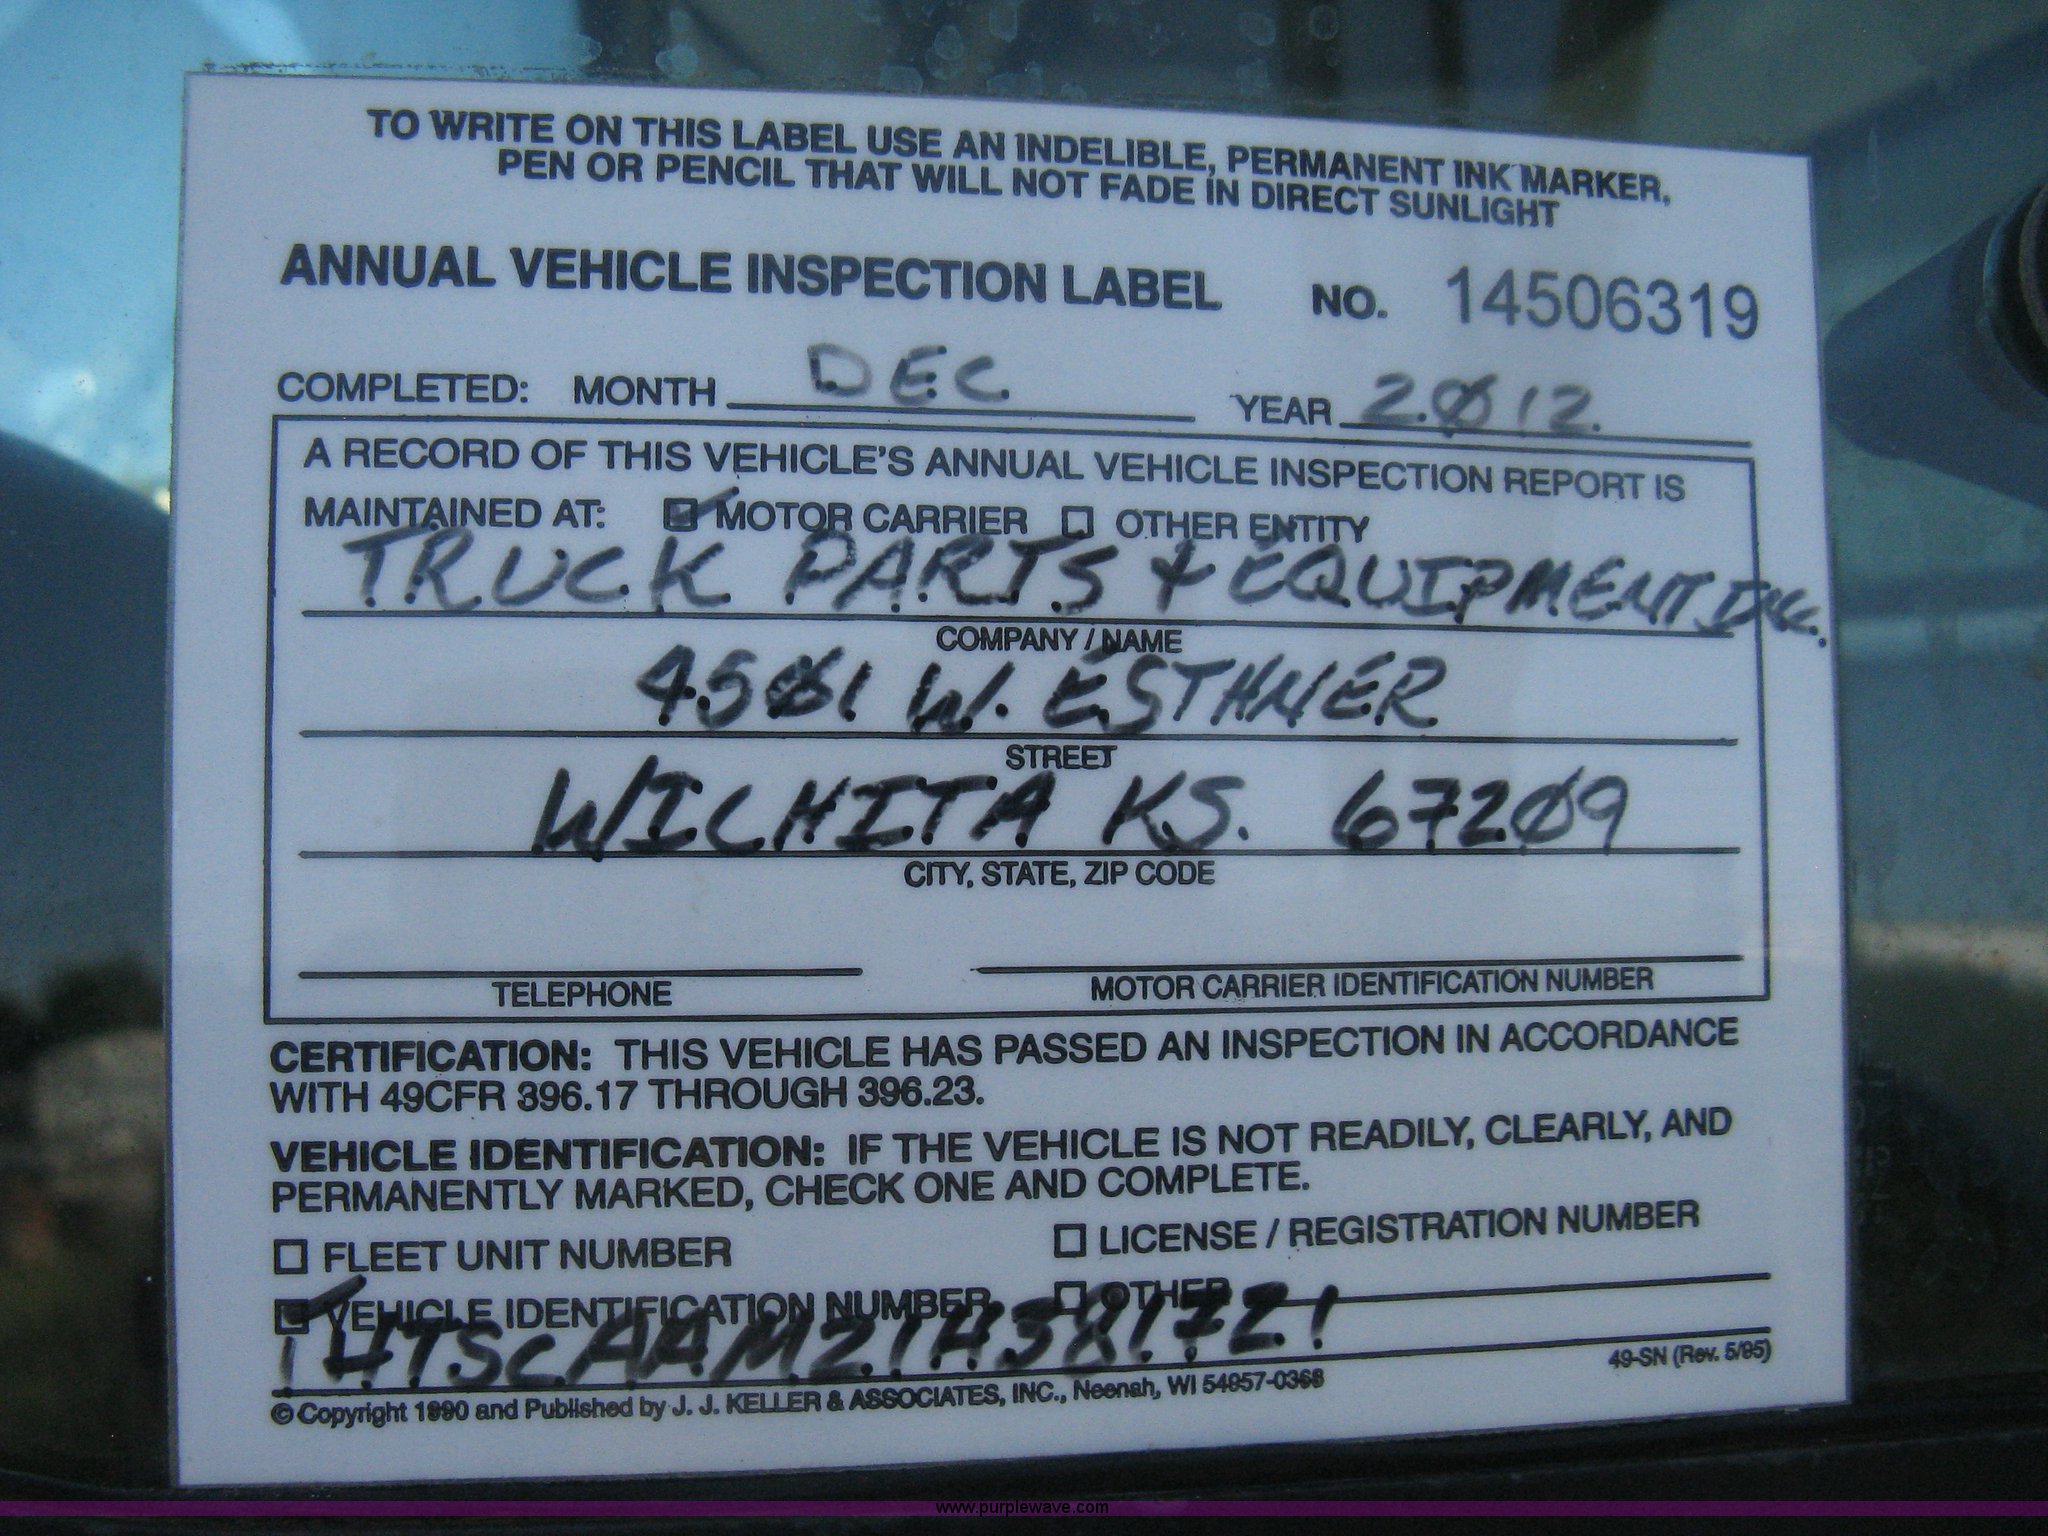 TO WRITE ON THIS LABEL USE AN INDELIBLE, PERMANENT INK MARKER,
PEN OR PENCIL THAT WILL NOT FADE IN DIRECT SUNLIGHT
ANNUAL VEHICLE INSPECTION LABEL NO. 14506319
COMPLETED: MONTH DEC YEAR 2012
A RECORD OF THIS VEHICLE'S ANNUAL VEHICLE INSPECTION REPORT IS
MAINTAINED AT: MOTOR CARRIER OTHER ENTITY
TRUCK PARTS & EQUIPMENT INC.
COMPANY / NAME
4501 W. ESTHNER
STREET
WICHITA KS. 67209
CITY, STATE, ZIP CODE
TELEPHONE MOTOR CARRIER IDENTIFICATION NUMBER
CERTIFICATION: THIS VEHICLE HAS PASSED AN INSPECTION IN ACCORDANCE
WITH 49CFR 396.17 THROUGH 396.23.
VEHICLE IDENTIFICATION: IF THE VEHICLE IS NOT READILY, CLEARLY, AND
PERMANENTLY MARKED, CHECK ONE AND COMPLETE.
FLEET UNIT NUMBER LICENSE / REGISTRATION NUMBER
VEHICLE IDENTIFICATION NUMBER OTHER
49-SN (Rev. 5/95)
© Copyright 1990 and Published by J. J. KELLER & ASSOCIATES, INC., Neenah, WI 54957-0368
www.purplewave.com